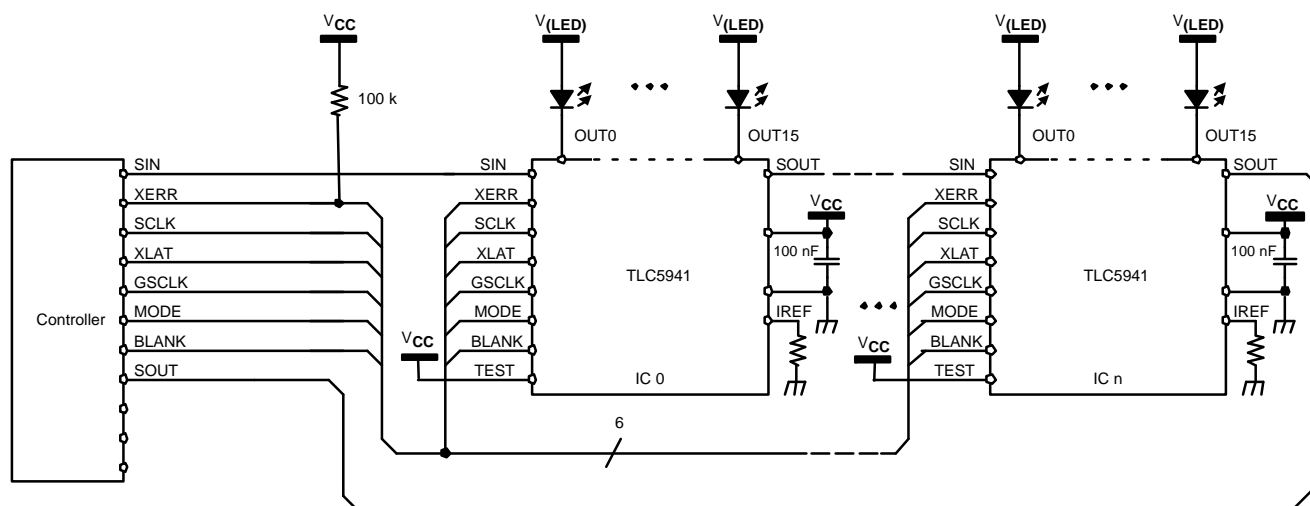 VCC
V(LED)
V(LED)
V(LED)
V(LED)
100 k
OUT0
OUT15
OUT0
OUT15
SIN
SIN
SOUT
SIN
SOUT
XERR
XERR
VCC
XERR
VCC
SCLK
SCLK
SCLK
XLAT
XLAT
100 nF
XLAT
100 nF
TLC5941
TLC5941
GSCLK
GSCLK
GSCLK
Controller
MODE
MODE
IREF
MODE
IREF
BLANK
VCC
BLANK
VCC
BLANK
SOUT
TEST
IC 0
TEST
IC n
6